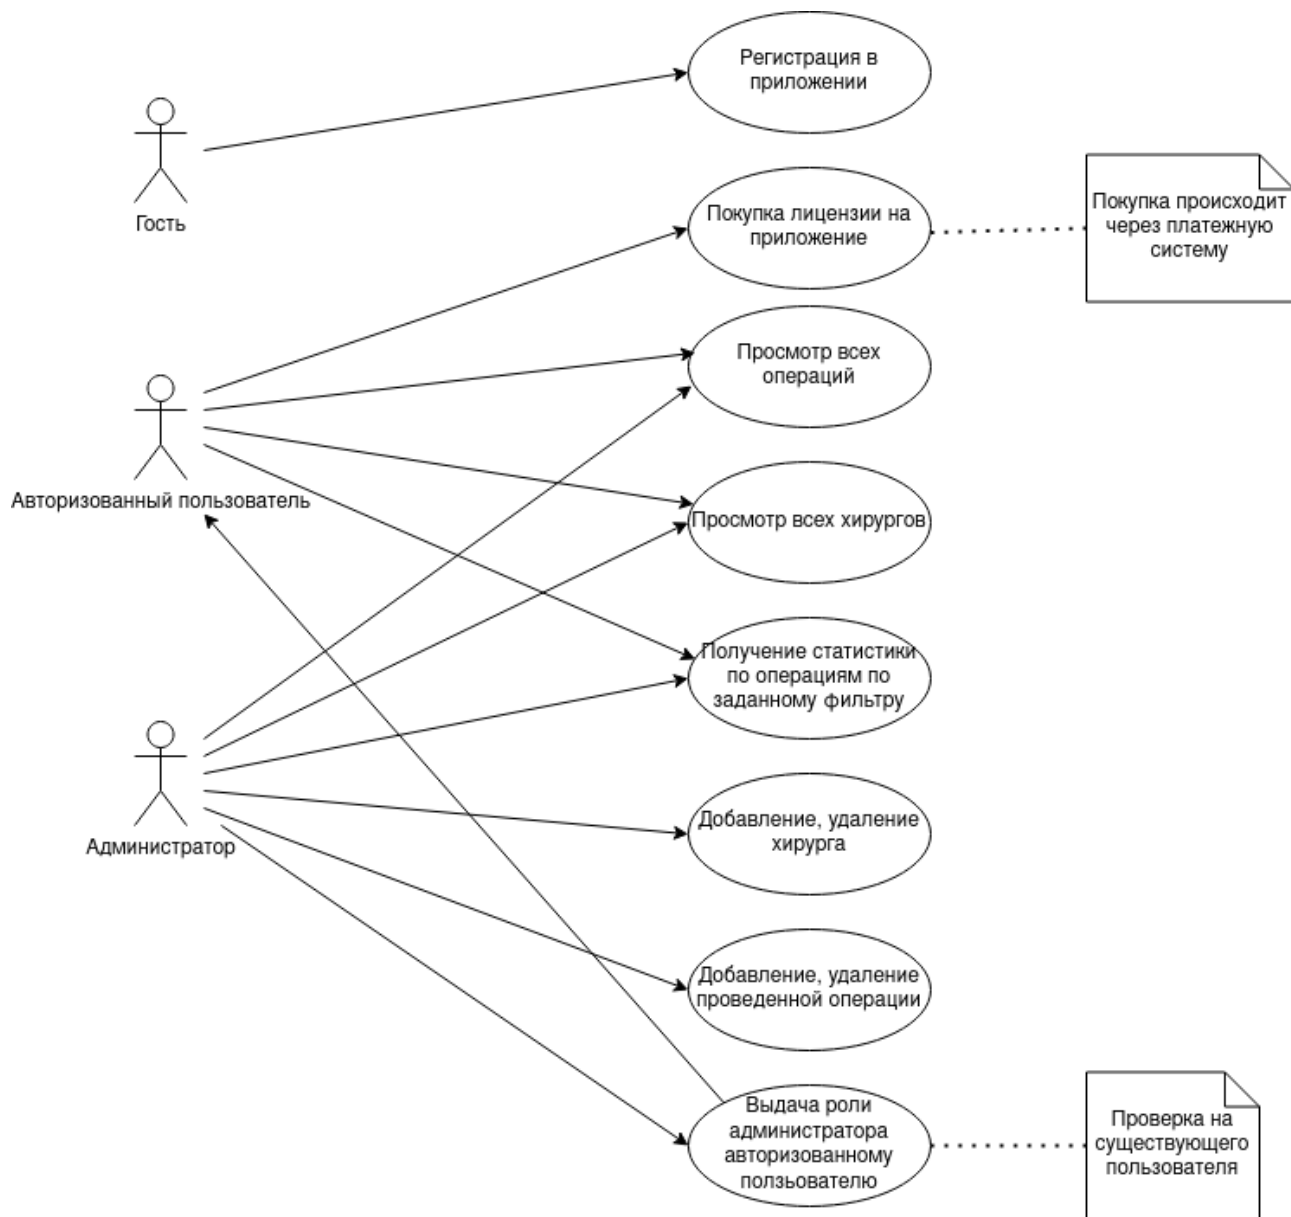 Регистрация в
приложении
Гость
Покупка лицензии на
приложение
Покупка происходит
через платежную
систему
Просмотр всех
операций
Авторизованный пользователь
Просмотр всех хирургов
Получение статистики
по операциям по
заданному фильтру
Администратор
Добавление, удаление
хирурга
Добавление, удаление
проведенной операции
Выдача роли
администратора
авторизованному
ползьователю
Проверка на
существующего
пользователя